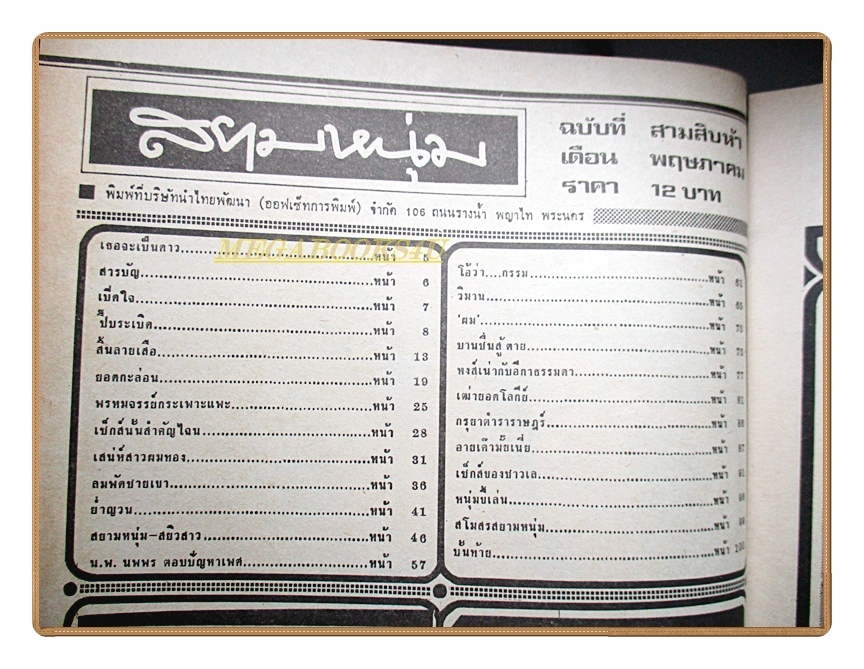 สยามหนุ่ม
ฉบับที่ สามสิบห้า
เดือน พฤษภาคม
ราคา 12 บาท
พิมพ์ที่บริษัทนำไทยพัฒนา (ออฟเซ็ทการพิมพ์) จำกัด 106 ถนนรางน้ำ พญาไท พระนคร
MEGABOOKS4U
เธอจะเป็นดาว....หน้า 5
สารบัญ....หน้า 6
เปิดใจ....หน้า 7
ปี๊บระเบิด....หน้า 8
สิ้นลายเสือ....หน้า 13
ยอดกะล่อน....หน้า 19
พรหมจรรย์กระเพาะแพะ....หน้า 25
เซ็กส์นั้นสำคัญไฉน....หน้า 28
เสน่ห์สาวผมทอง....หน้า 31
ลมพัดชายเขา....หน้า 36
ย่ำญวน....หน้า 41
สยามหนุ่ม-สยิวสาว....หน้า 46
น.พ. นพพร ตอบปัญหาเพศ....หน้า 57
โอ้ว่า....กรรม....หน้า
วิมาน....หน้า
'ผม'....หน้า 70
บานชื่นสู้ตาย....หน้า
พงส์เน่ากับอีกาธรรมดา....หน้า 77
เฒ่ายอดโลกีย์....หน้า
กรุยาตำราราษฎร์....หน้า
....หน้า 87
เซ็กส์ของชาวเล....หน้า
หนุ่มขี้เล่น....หน้า
สโมสรสยามหนุ่ม....หน้า
บั้นท้าย....หน้า 100